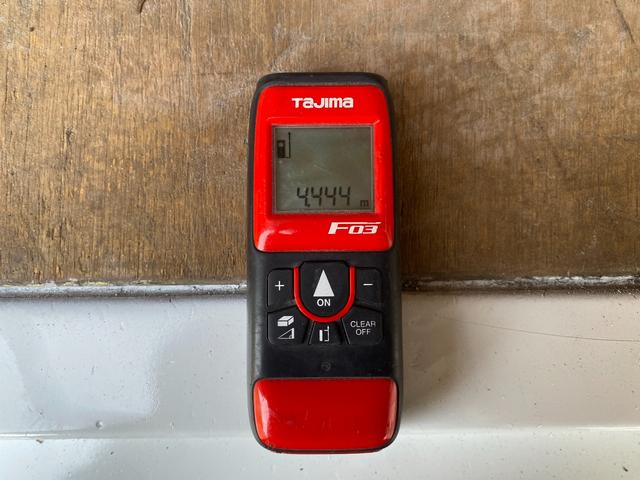 TAJIMA
4.444 m
F03
+
ON
−
CLEAR
OFF